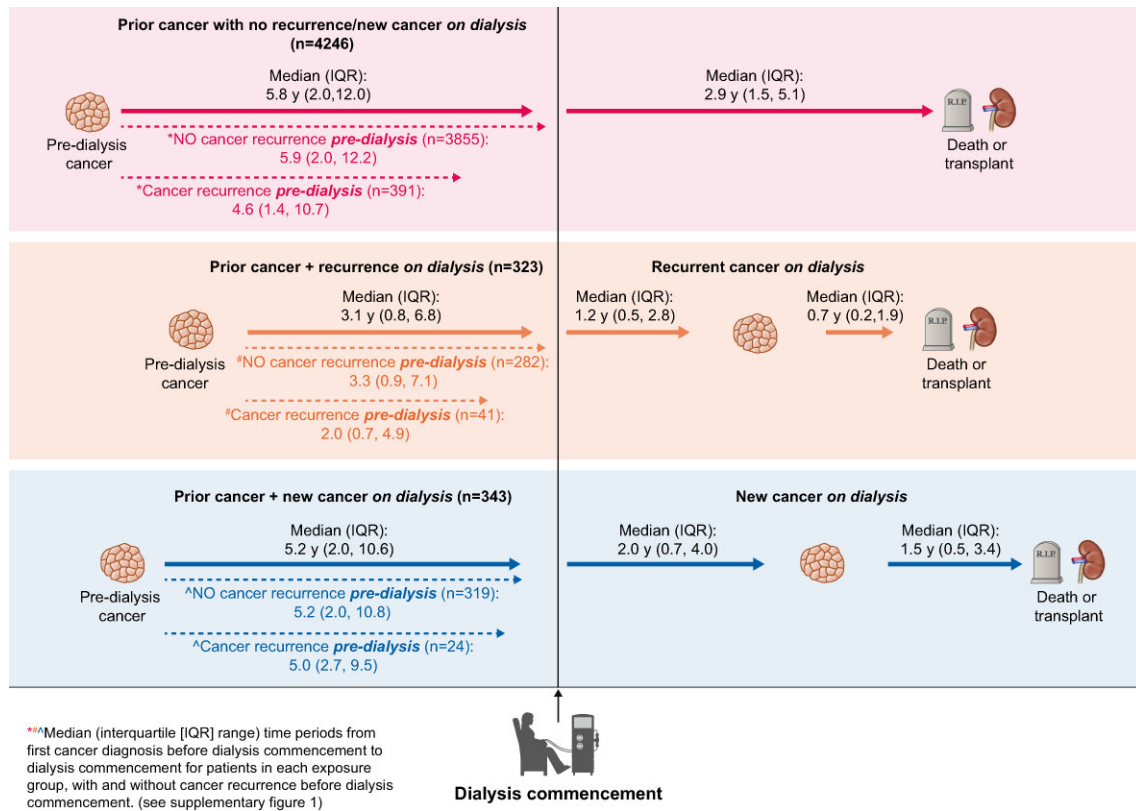 Prior cancer with no recurrence/new cancer on dialysis
(n=4246)
Median (IQR):
5.8 y (2.0,12.0)
Median (IQR):
2.9 y (1.5, 5.1)
Pre-dialysis
cancer
*NO cancer recurrence pre-dialysis (n=3855):
5.9 (2.0, 12.2)
*Cancer recurrence pre-dialysis (n=391):
4.6 (1.4, 10.7)
R.I.P.
Death or
transplant
Prior cancer + recurrence on dialysis (n=323)
Recurrent cancer on dialysis
Median (IQR):
3.1 y (0.8, 6.8)
Median (IQR):
1.2 y (0.5, 2.8)
Median (IQR):
0.7 y (0.2,1.9)
Pre-dialysis
cancer
#NO cancer recurrence pre-dialysis (n=282):
3.3 (0.9, 7.1)
#Cancer recurrence pre-dialysis (n=41):
2.0 (0.7, 4.9)
R.I.P.
Death or
transplant
Prior cancer + new cancer on dialysis (n=343)
New cancer on dialysis
Median (IQR):
5.2 y (2.0, 10.6)
Median (IQR):
2.0 y (0.7, 4.0)
Median (IQR):
1.5 y (0.5, 3.4)
Pre-dialysis
cancer
^NO cancer recurrence pre-dialysis (n=319):
5.2 (2.0, 10.8)
^Cancer recurrence pre-dialysis (n=24):
5.0 (2.7, 9.5)
R.I.P.
Death or
transplant
*#^Median (interquartile [IQR] range) time periods from
first cancer diagnosis before dialysis commencement to
dialysis commencement for patients in each exposure
group, with and without cancer recurrence before dialysis
commencement. (see supplementary figure 1)
Dialysis commencement